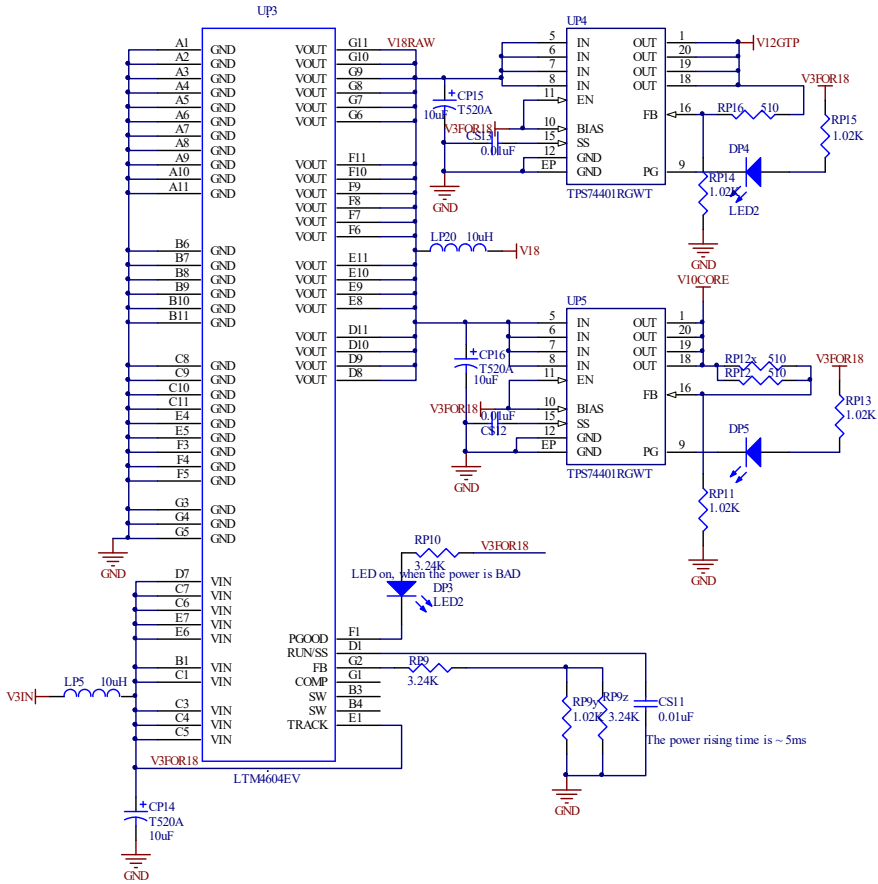 UP3
A1 GND VOUT G11 V18RAW
A2 GND VOUT G10
A3 GND VOUT G9
A4 GND VOUT G8
A5 GND VOUT G7
A6 GND VOUT G6
A7 GND
A8 GND
A9 GND VOUT F11
A10 GND VOUT F10
A11 GND VOUT F9
VOUT F8
VOUT F7
VOUT F6
B6 GND
B7 GND VOUT E11
B8 GND VOUT E10
B9 GND VOUT E9
B10 GND VOUT E8
B11 GND
VOUT D11
VOUT D10
C8 GND VOUT D9
C9 GND VOUT D8
C10 GND
C11 GND
E4 GND
E5 GND
F3 GND
F4 GND
F5 GND
G3 GND
G4 GND
G5 GND
GND
D7 VIN
C7 VIN
C6 VIN
E7 VIN
E6 VIN PGOOD F1
RUN/SS D1
B1 VIN FB G2
C1 VIN COMP G1
SW B3
C3 VIN SW B4
C4 VIN TRACK E1
C5 VIN
LTM4604EV
V3IN
LP5 10uH
V3FOR18
CP14
T520A
10uF
GND
UP4
5 IN OUT 1 V12GTP
6 IN OUT 20
7 IN OUT 19
8 IN OUT 18
11 EN
FB 16
10 BIAS
15 SS
12 GND
EP GND PG 9
TPS74401RGWT
CP15
T520A
10uF
V3FOR18
CS13
0.01uF
GND
RP16 510
V3FOR18
RP15
1.02K
DP4
LED2
RP14
1.02K
GND
LP20 10uH V18
V10CORE
UP5
5 IN OUT 1
6 IN OUT 20
7 IN OUT 19
8 IN OUT 18
11 EN
FB 16
10 BIAS
15 SS
12 GND
EP GND PG 9
TPS74401RGWT
CP16
T520A
10uF
V3FOR18
0.01uF
CS12
GND
RP12x 510
RP12 510
V3FOR18
RP13
1.02K
DP5
RP11
1.02K
GND
RP10
3.24K
V3FOR18
LED on, when the power is BAD
DP3
LED2
RP9
3.24K
RP9y
1.02K
RP9z
3.24K
CS11
0.01uF
The power rising time is ~ 5ms
GND